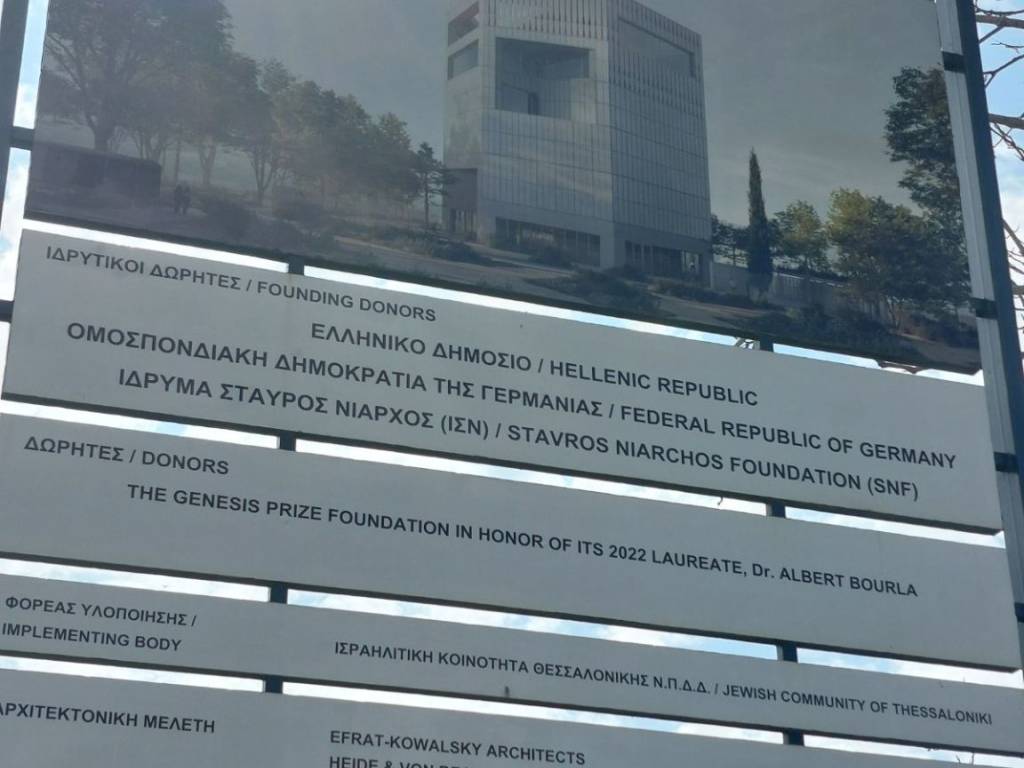 ΙΔΡΥΤΙΚΟΙ ΔΩΡΗΤΕΣ / FOUNDING DONORS
ΕΛΛΗΝΙΚΟ ΔΗΜΟΣΙΟ / HELLENIC REPUBLIC
ΟΜΟΣΠΟΝΔΙΑΚΗ ΔΗΜΟΚΡΑΤΙΑ ΤΗΣ ΓΕΡΜΑΝΙΑΣ / FEDERAL REPUBLIC OF GERMANY
ΙΔΡΥΜΑ ΣΤΑΥΡΟΣ ΝΙΑΡΧΟΣ (ΙΣΝ) / STAVROS NIARCHOS FOUNDATION (SNF)
ΔΩΡΗΤΕΣ / DONORS
THE GENESIS PRIZE FOUNDATION IN HONOR OF ITS 2022 LAUREATE, Dr. ALBERT BOURLA
ΦΟΡΕΑΣ ΥΛΟΠΟΙΗΣΗΣ /
IMPLEMENTING BODY
ΙΣΡΑΗΛΙΤΙΚΗ ΚΟΙΝΟΤΗΤΑ ΘΕΣΣΑΛΟΝΙΚΗΣ Ν.Π.Δ.Δ. / JEWISH COMMUNITY OF THESSALONIKI
ΑΡΧΙΤΕΚΤΟΝΙΚΗ ΜΕΛΕΤΗ
EFRAT-KOWALSKY ARCHITECTS
HEIDE & VON